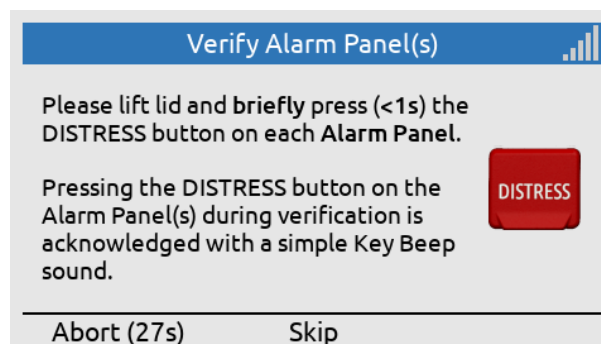 Verify Alarm Panel(s)
Please lift lid and briefly press (<1s) the
DISTRESS button on each Alarm Panel.
Pressing the DISTRESS button on the
Alarm Panel(s) during verification is
acknowledged with a simple Key Beep
sound.
DISTRESS
Abort (27s)
Skip